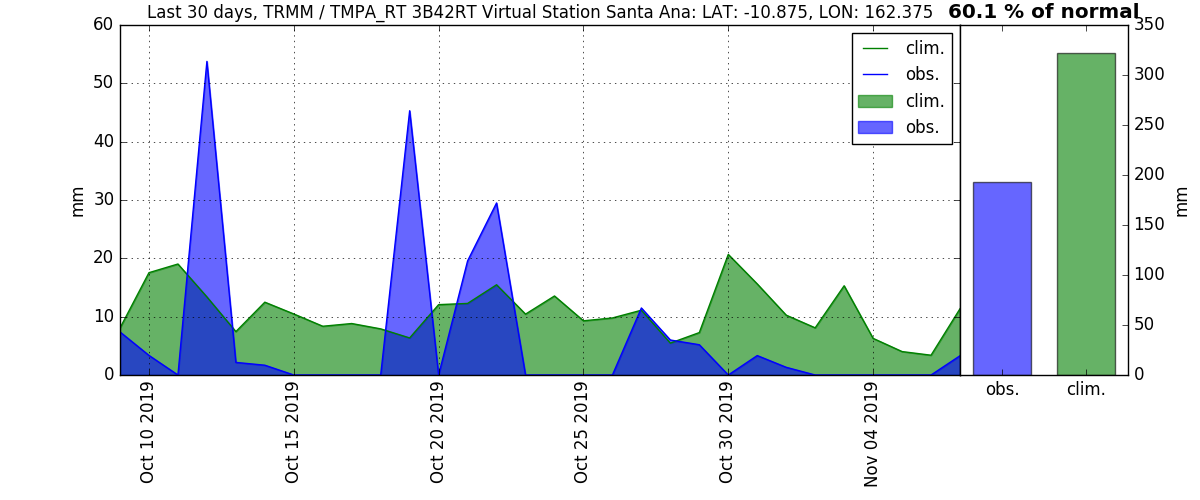 Last 30 days, TRMM / TMPA_RT 3B42RT Virtual Station Santa Ana: LAT: -10.875, LON: 162.375
60.1 % of normal
60
50
40
30
20
10
0
mm
clim.
obs.
clim.
obs.
Oct 10 2019
Oct 15 2019
Oct 20 2019
Oct 25 2019
Oct 30 2019
Nov 04 2019
350
300
250
200
150
100
50
0
mm
obs.
clim.